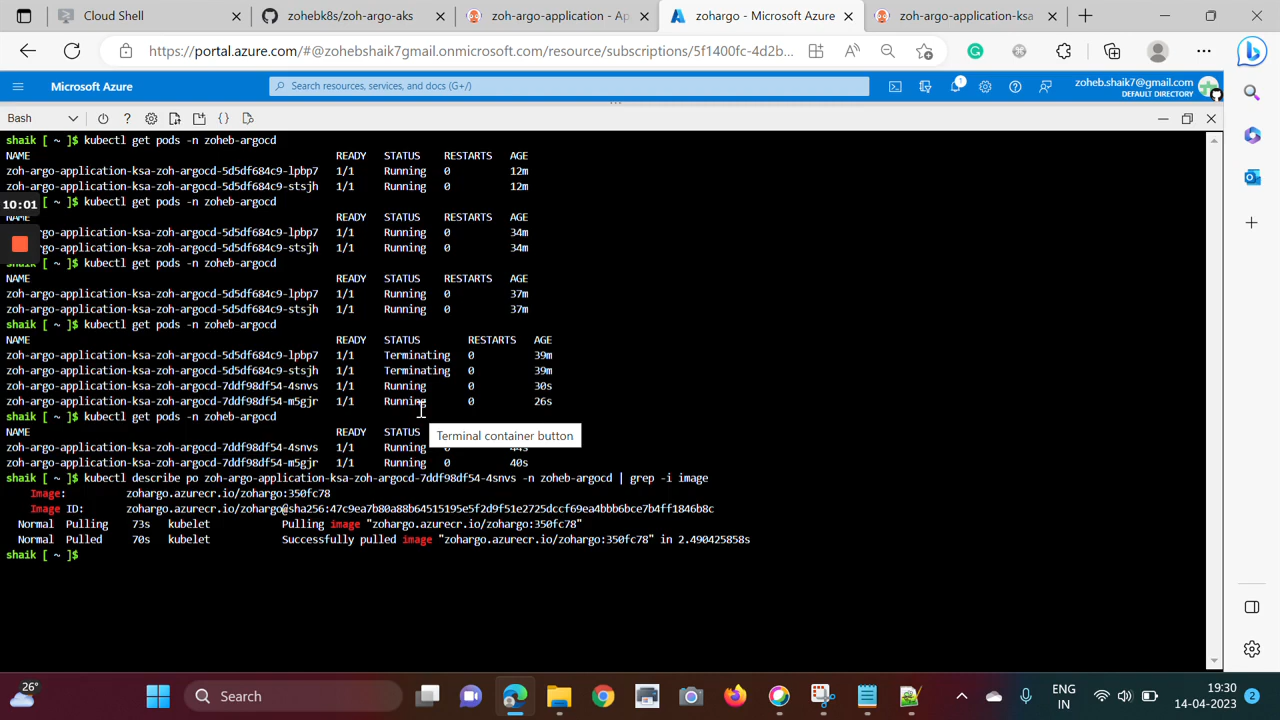 Cloud Shell
zohebk8s/zoh-argo-aks
zoh-argo-application - Ap
zohargo - Microsoft Azure
zoh-argo-application-ksa
https://portal.azure.com/#@zohebshaik7gmail.onmicrosoft.com/resource/subscriptions/5f1400fc-4d2b...
Microsoft Azure
Search resources, services, and docs (G+/)
1
zoheb.shaik7@gmail.com
DEFAULT DIRECTORY
Bash
shaik [ ~ ]$ kubectl get pods -n zoheb-argocd
NAME READY STATUS RESTARTS AGE
zoh-argo-application-ksa-zoh-argocd-5d5df684c9-lpbp7 1/1 Running 0 12m
zoh-argo-application-ksa-zoh-argocd-5d5df684c9-stsjh 1/1 Running 0 12m
10:01
[ ~ ]$ kubectl get pods -n zoheb-argocd
NAME READY STATUS RESTARTS AGE
zoh-argo-application-ksa-zoh-argocd-5d5df684c9-lpbp7 1/1 Running 0 34m
zoh-argo-application-ksa-zoh-argocd-5d5df684c9-stsjh 1/1 Running 0 34m
shaik [ ~ ]$ kubectl get pods -n zoheb-argocd
NAME READY STATUS RESTARTS AGE
zoh-argo-application-ksa-zoh-argocd-5d5df684c9-lpbp7 1/1 Running 0 37m
zoh-argo-application-ksa-zoh-argocd-5d5df684c9-stsjh 1/1 Running 0 37m
shaik [ ~ ]$ kubectl get pods -n zoheb-argocd
NAME READY STATUS RESTARTS AGE
zoh-argo-application-ksa-zoh-argocd-5d5df684c9-lpbp7 1/1 Terminating 0 39m
zoh-argo-application-ksa-zoh-argocd-5d5df684c9-stsjh 1/1 Terminating 0 39m
zoh-argo-application-ksa-zoh-argocd-7ddf98df54-4snvs 1/1 Running 0 30s
zoh-argo-application-ksa-zoh-argocd-7ddf98df54-m5gjr 1/1 Running 0 26s
shaik [ ~ ]$ kubectl get pods -n zoheb-argocd
NAME READY STATUS
Terminal container button
zoh-argo-application-ksa-zoh-argocd-7ddf98df54-4snvs 1/1 Running 0 44s
zoh-argo-application-ksa-zoh-argocd-7ddf98df54-m5gjr 1/1 Running 0 40s
shaik [ ~ ]$ kubectl describe po zoh-argo-application-ksa-zoh-argocd-7ddf98df54-4snvs -n zoheb-argocd | grep -i image
Image: zohargo.azurecr.io/zohargo:350fc78
Image ID: zohargo.azurecr.io/zohargo@sha256:47c9ea7b80a88b64515195e5f2d9f51e2725dccf69ea4bbb6bce7b4ff1846b8c
Normal Pulling 73s kubelet Pulling image "zohargo.azurecr.io/zohargo:350fc78"
Normal Pulled 70s kubelet Successfully pulled image "zohargo.azurecr.io/zohargo:350fc78" in 2.490425858s
shaik [ ~ ]$
26°
Search
ENG
IN
19:30
14-04-2023
2